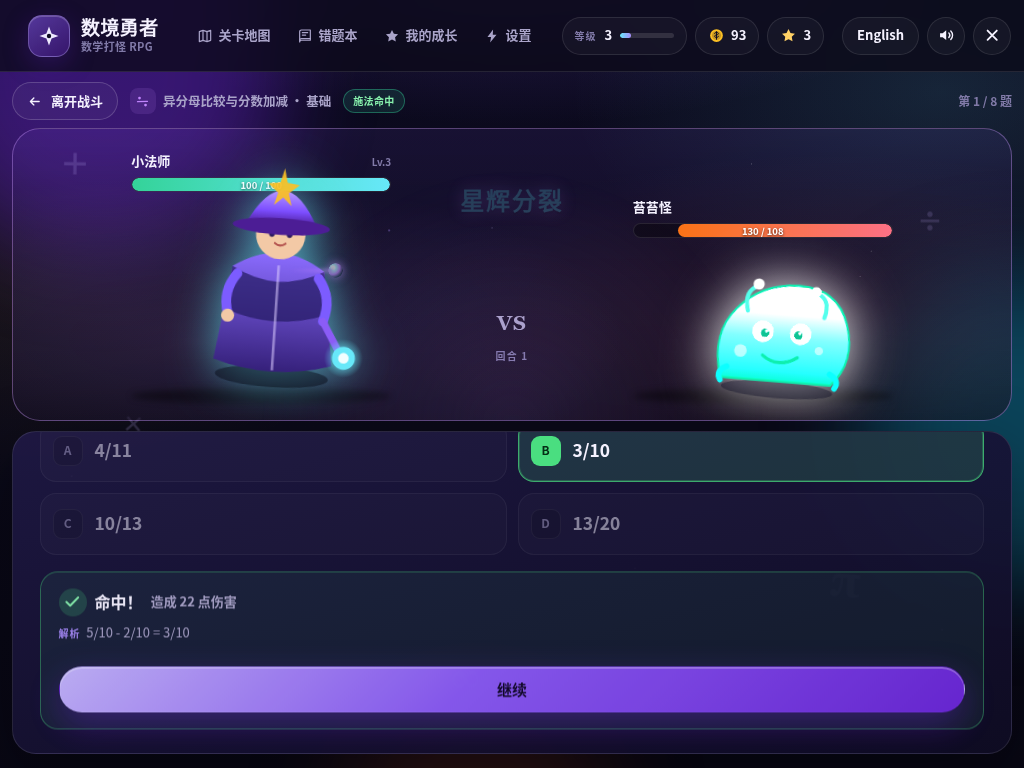 数境勇者
数学打怪 RPG
关卡地图
错题本
我的成长
设置
等级 3
93
3
English
离开战斗
异分母比较与分数加减 · 基础
施法命中
第 1 / 8 题
小法师
Lv.3
100 / 10
星辉分裂
苔苔怪
130 / 108
VS
回合 1
A 4/11
B 3/10
C 10/13
D 13/20
命中！ 造成 22 点伤害
解析 5/10 - 2/10 = 3/10
继续